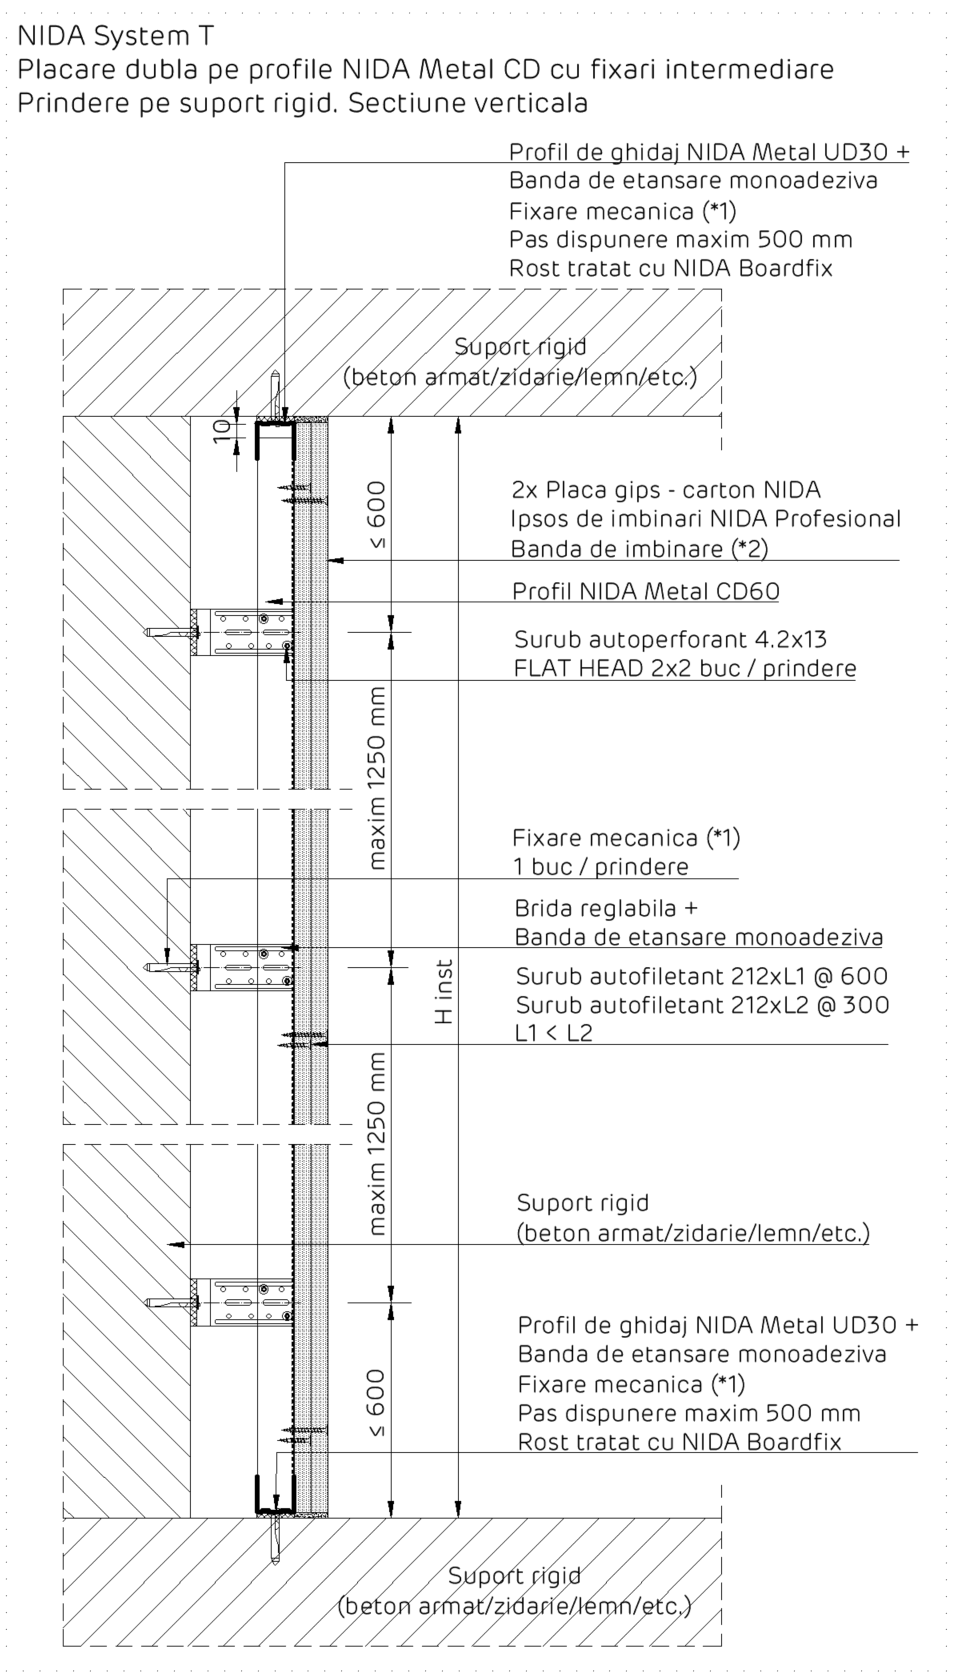 NIDA System T
Placare dubla pe profile NIDA Metal CD cu fixari intermediare
Prindere pe suport rigid. Sectiune verticala
Profil de ghidaj NIDA Metal UD30 +
Banda de etansare monoadeziva
Fixare mecanica (*1)
Pas dispunere maxim 500 mm
Rost tratat cu NIDA Boardfix
Suport rigid
(beton armat/zidarie/lemn/etc.)
10
≤ 600
2x Placa gips - carton NIDA
Ipsos de imbinari NIDA Profesional
Banda de imbinare (*2)
Profil NIDA Metal CD60
Surub autoperforant 4.2x13
FLAT HEAD 2x2 buc / prindere
maxim 1250 mm
Fixare mecanica (*1)
1 buc / prindere
Brida reglabila +
Banda de etansare monoadeziva
H inst
Surub autofiletant 212xL1 @ 600
Surub autofiletant 212xL2 @ 300
L1 < L2
maxim 1250 mm
Suport rigid
(beton armat/zidarie/lemn/etc.)
Profil de ghidaj NIDA Metal UD30 +
Banda de etansare monoadeziva
Fixare mecanica (*1)
Pas dispunere maxim 500 mm
Rost tratat cu NIDA Boardfix
≤ 600
Suport rigid
(beton armat/zidarie/lemn/etc.)